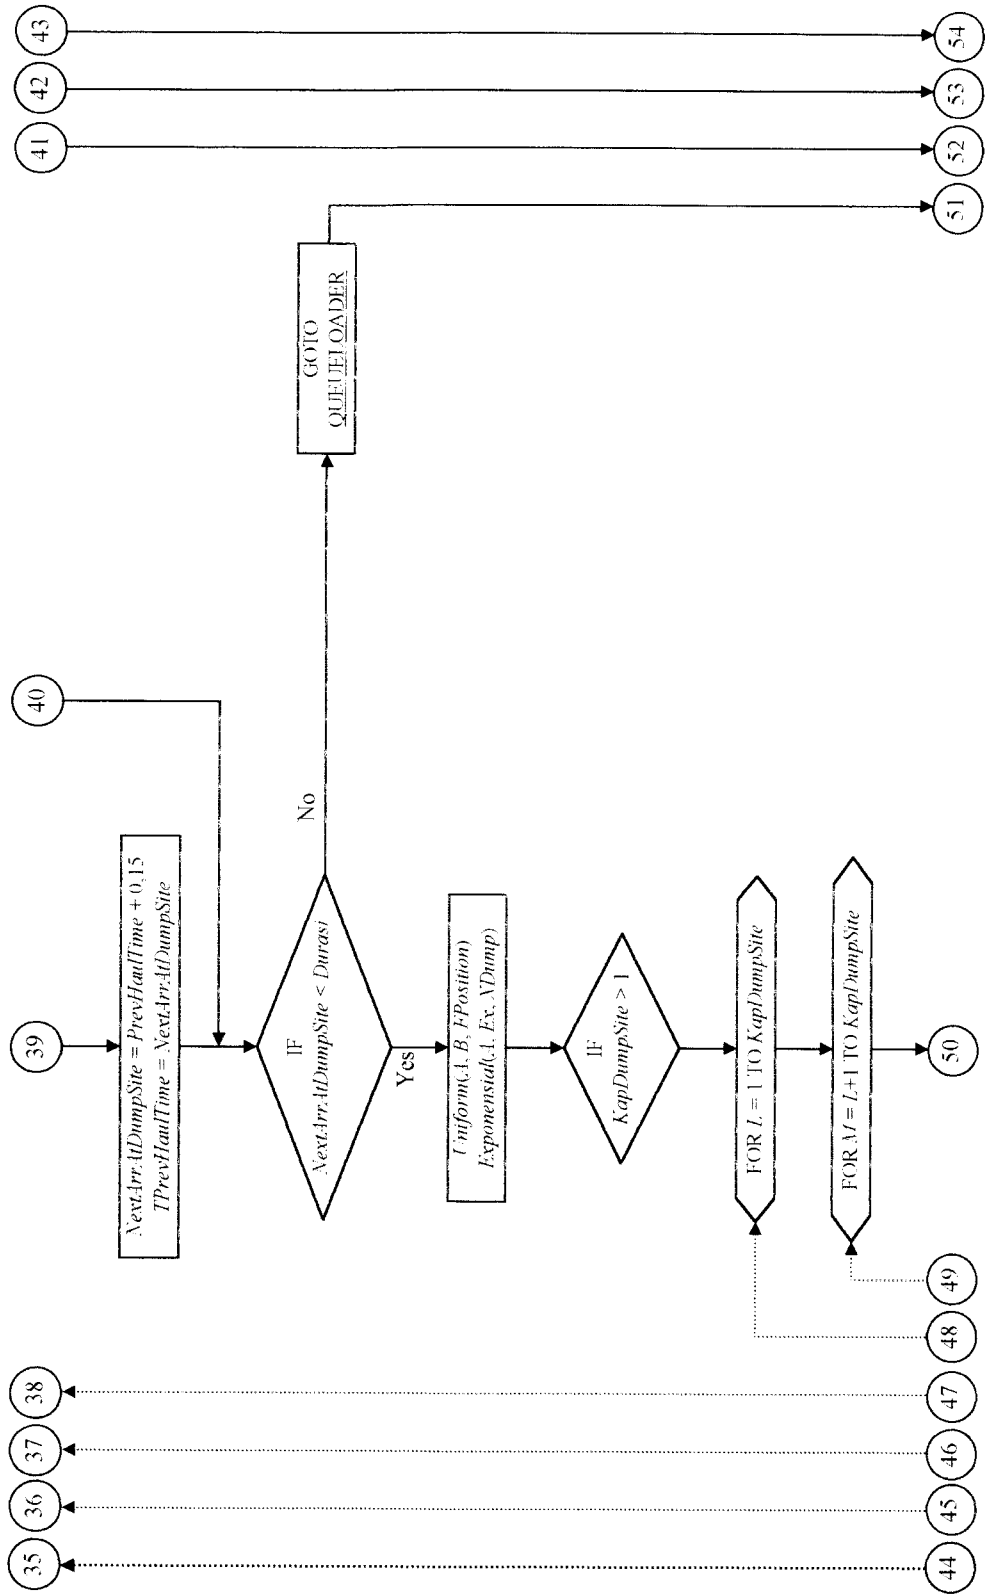 35
36
37
38
39
40
41
42
43
NextArrAtDumpSite = PrevHaulTime + 0,15
TPrevHaulTime = NextArrAtDumpSite
IF
NextArrAtDumpSite < Durasi
No
GOTO
QUEUELOADER
Yes
Uniform(A, B, FPosition)
Exponensial(A, Ex, XDump)
IF
KapDumpSite > 1
FOR L = 1 TO KapDumpSite
FOR M = L+1 TO KapDumpSite
44
45
46
47
48
49
50
51
52
53
54